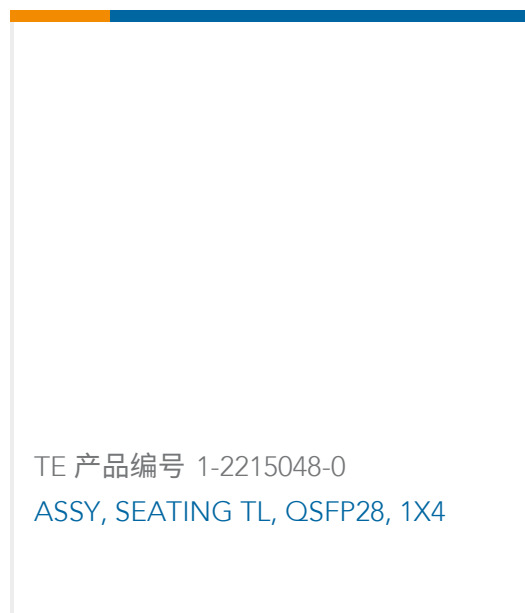 TE 产品编号 1-2215048-0
ASSY, SEATING TL, QSFP28, 1X4